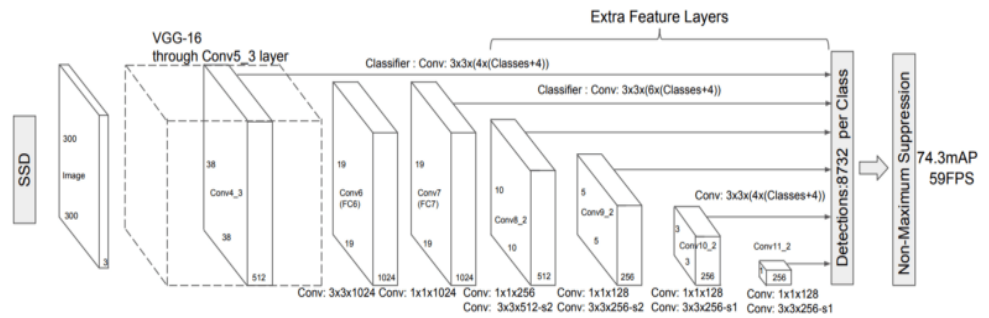 Extra Feature Layers
VGG-16
through Conv5_3 layer
Classifier : Conv: 3x3x(4x(Classes+4))
Classifier : Conv: 3x3x(6x(Classes+4))
SSD
300
Image
300
3
38
Conv4_3
38
512
19
Conv6
(FC6)
19
1024
19
Conv7
(FC7)
19
1024
10
Conv8_2
10
512
5
Conv9_2
5
256
Conv: 3x3x(4x(Classes+4))
3
Conv10_2
3
256
Conv11_2
1
256
Detections:8732 per Class
Non-Maximum Suppression
74.3mAP
59FPS
Conv: 3x3x1024
Conv: 1x1x1024
Conv: 1x1x256
Conv: 3x3x512-s2
Conv: 1x1x128
Conv: 3x3x256-s2
Conv: 1x1x128
Conv: 3x3x256-s1
Conv: 1x1x128
Conv: 3x3x256-s1